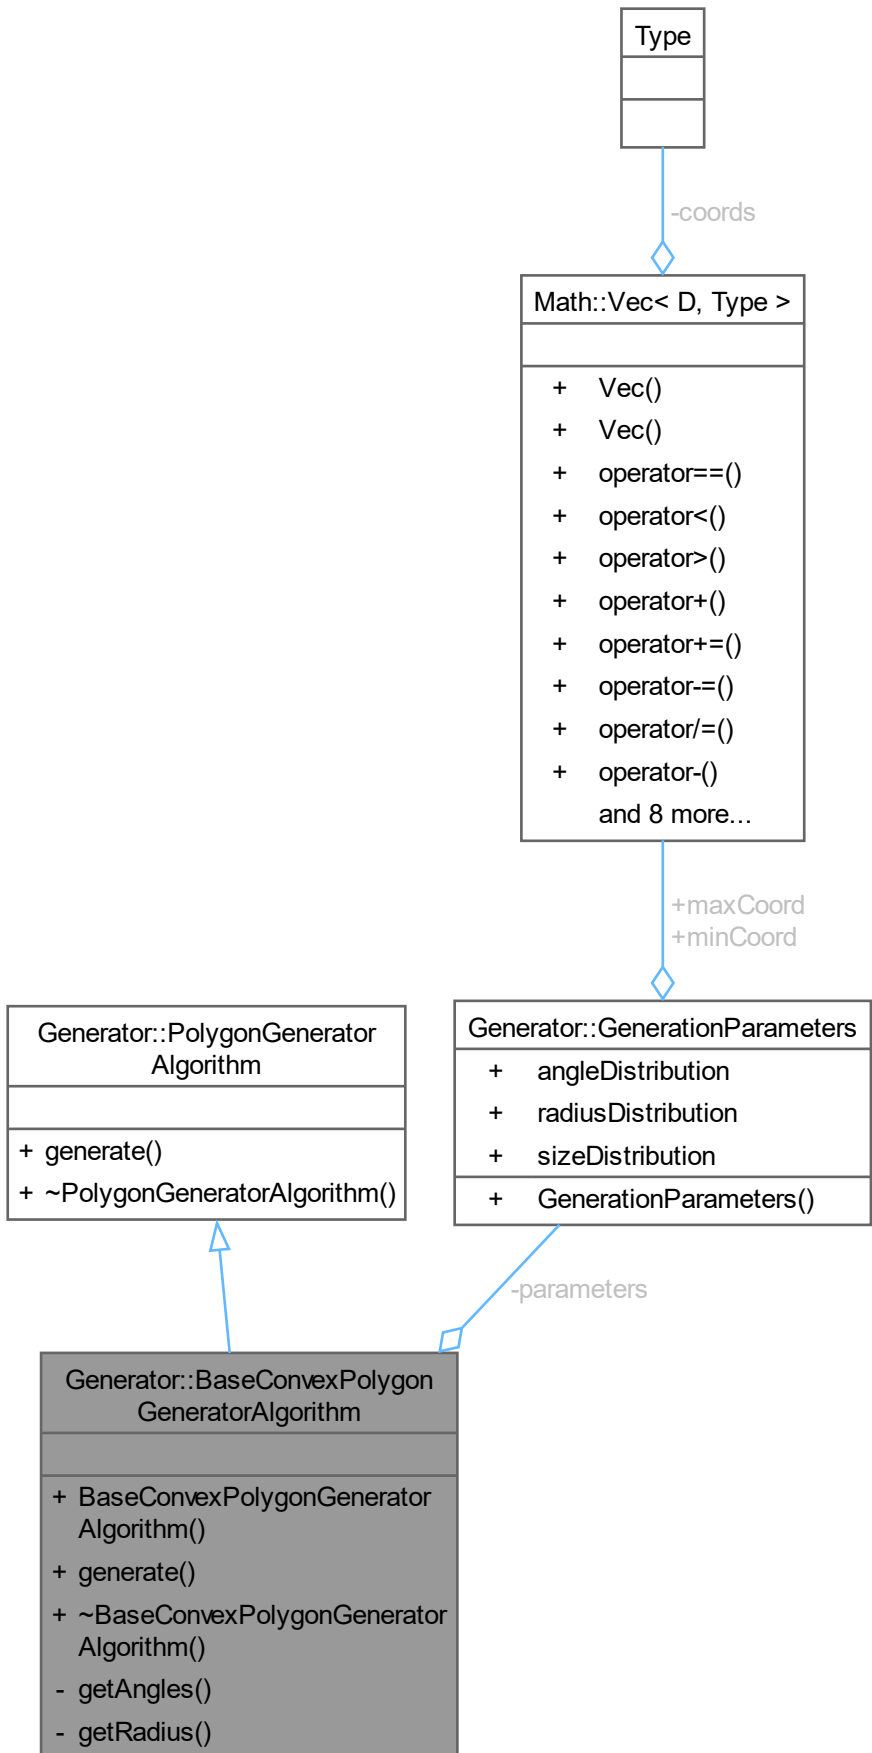 Type
-coords
Math::Vec< D, Type >
+ Vec()
+ Vec()
+ operator==()
+ operator<()
+ operator>()
+ operator+()
+ operator+=()
+ operator-=()
+ operator/=()
+ operator-()
and 8 more...
+maxCoord
+minCoord
Generator::PolygonGenerator
Algorithm
+ generate()
+ ~PolygonGeneratorAlgorithm()
Generator::GenerationParameters
+ angleDistribution
+ radiusDistribution
+ sizeDistribution
+ GenerationParameters()
-parameters
Generator::BaseConvexPolygon
GeneratorAlgorithm
+ BaseConvexPolygonGenerator
Algorithm()
+ generate()
+ ~BaseConvexPolygonGenerator
Algorithm()
- getAngles()
- getRadius()